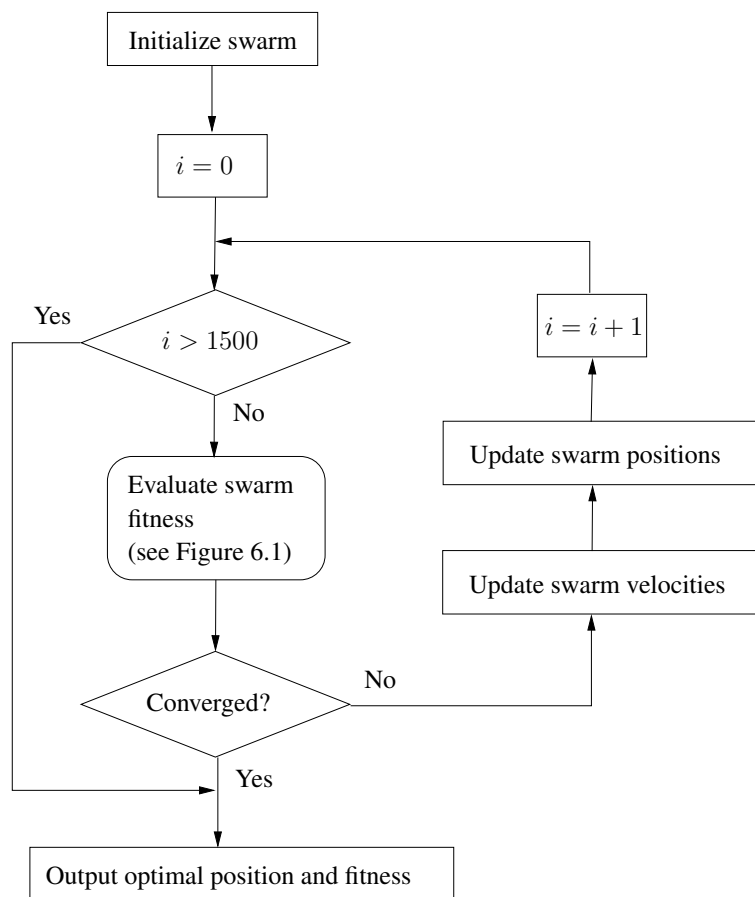 Initialize swarm
i = 0
Yes
i > 1500
i = i + 1
No
Update swarm positions
Evaluate swarm
fitness
(see Figure 6.1)
Update swarm velocities
Converged?
No
Yes
Output optimal position and fitness